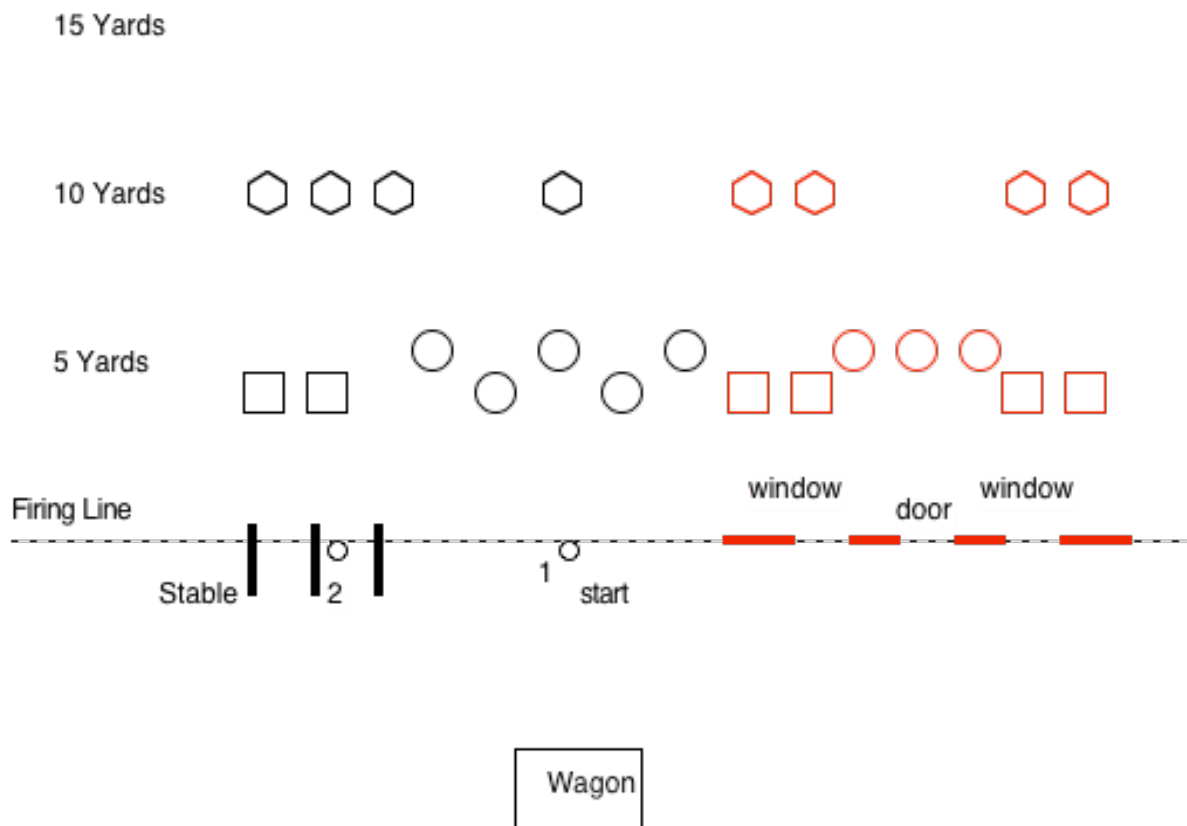 15 Yards
10 Yards
5 Yards
window
window
Firing Line
door
1
Stable
2
start
Wagon